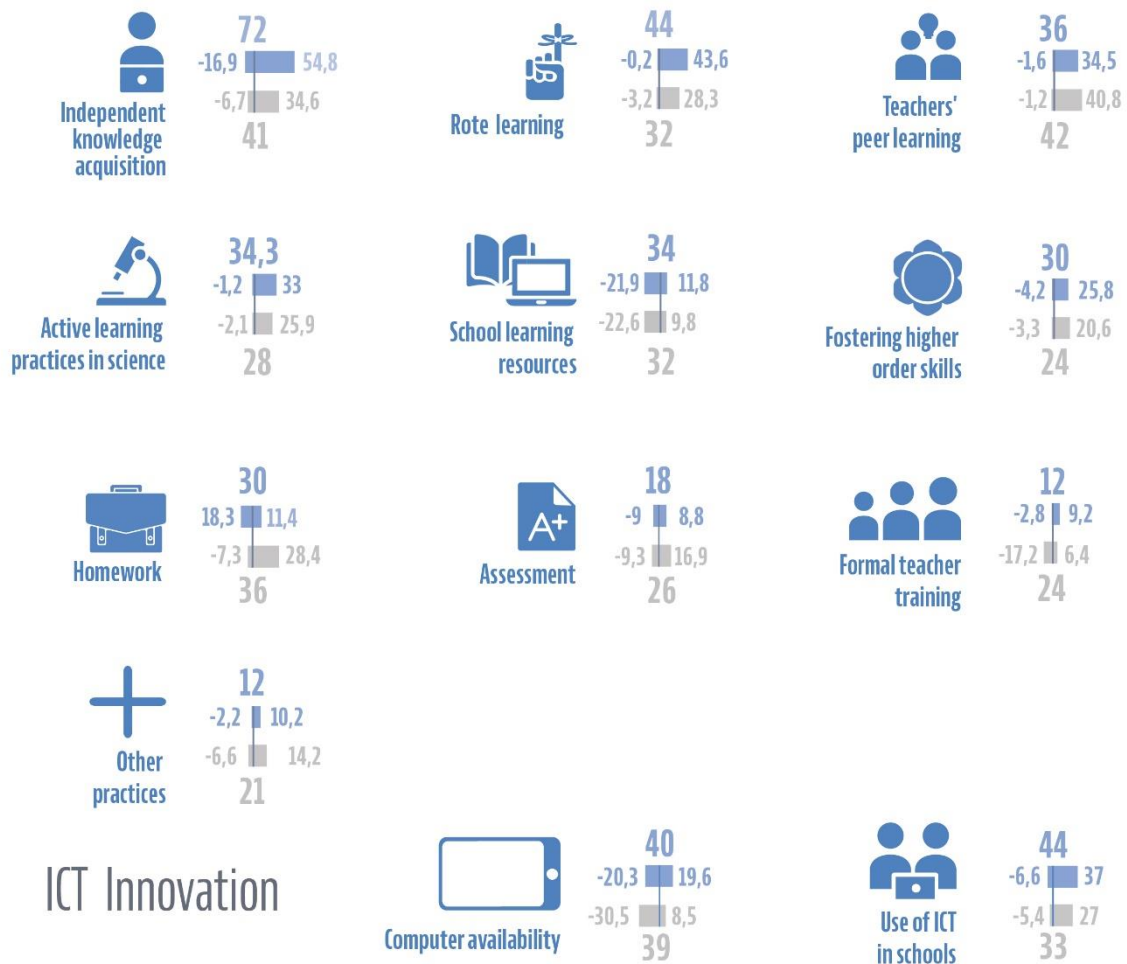 72
-16,9 54,8
-6,7 34,6
41
Independent
knowledge
acquisition
44
-0,2 43,6
-3,2 28,3
32
Rote learning
36
-1,6 34,5
-1,2 40,8
42
Teachers'
peer learning
34,3
-1,2 33
-2,1 25,9
28
Active learning
practices in science
34
-21,9 11,8
-22,6 9,8
32
School learning
resources
30
-4,2 25,8
-3,3 20,6
24
Fostering higher
order skills
30
18,3 11,4
-7,3 28,4
36
Homework
A+
18
-9 8,8
-9,3 16,9
26
Assessment
12
-2,8 9,2
-17,2 6,4
24
Formal teacher
training
12
-2,2 10,2
-6,6 14,2
21
Other
practices
ICT Innovation
40
-20,3 19,6
-30,5 8,5
39
Computer availability
44
-6,6 37
-5,4 27
33
Use of ICT
in schools